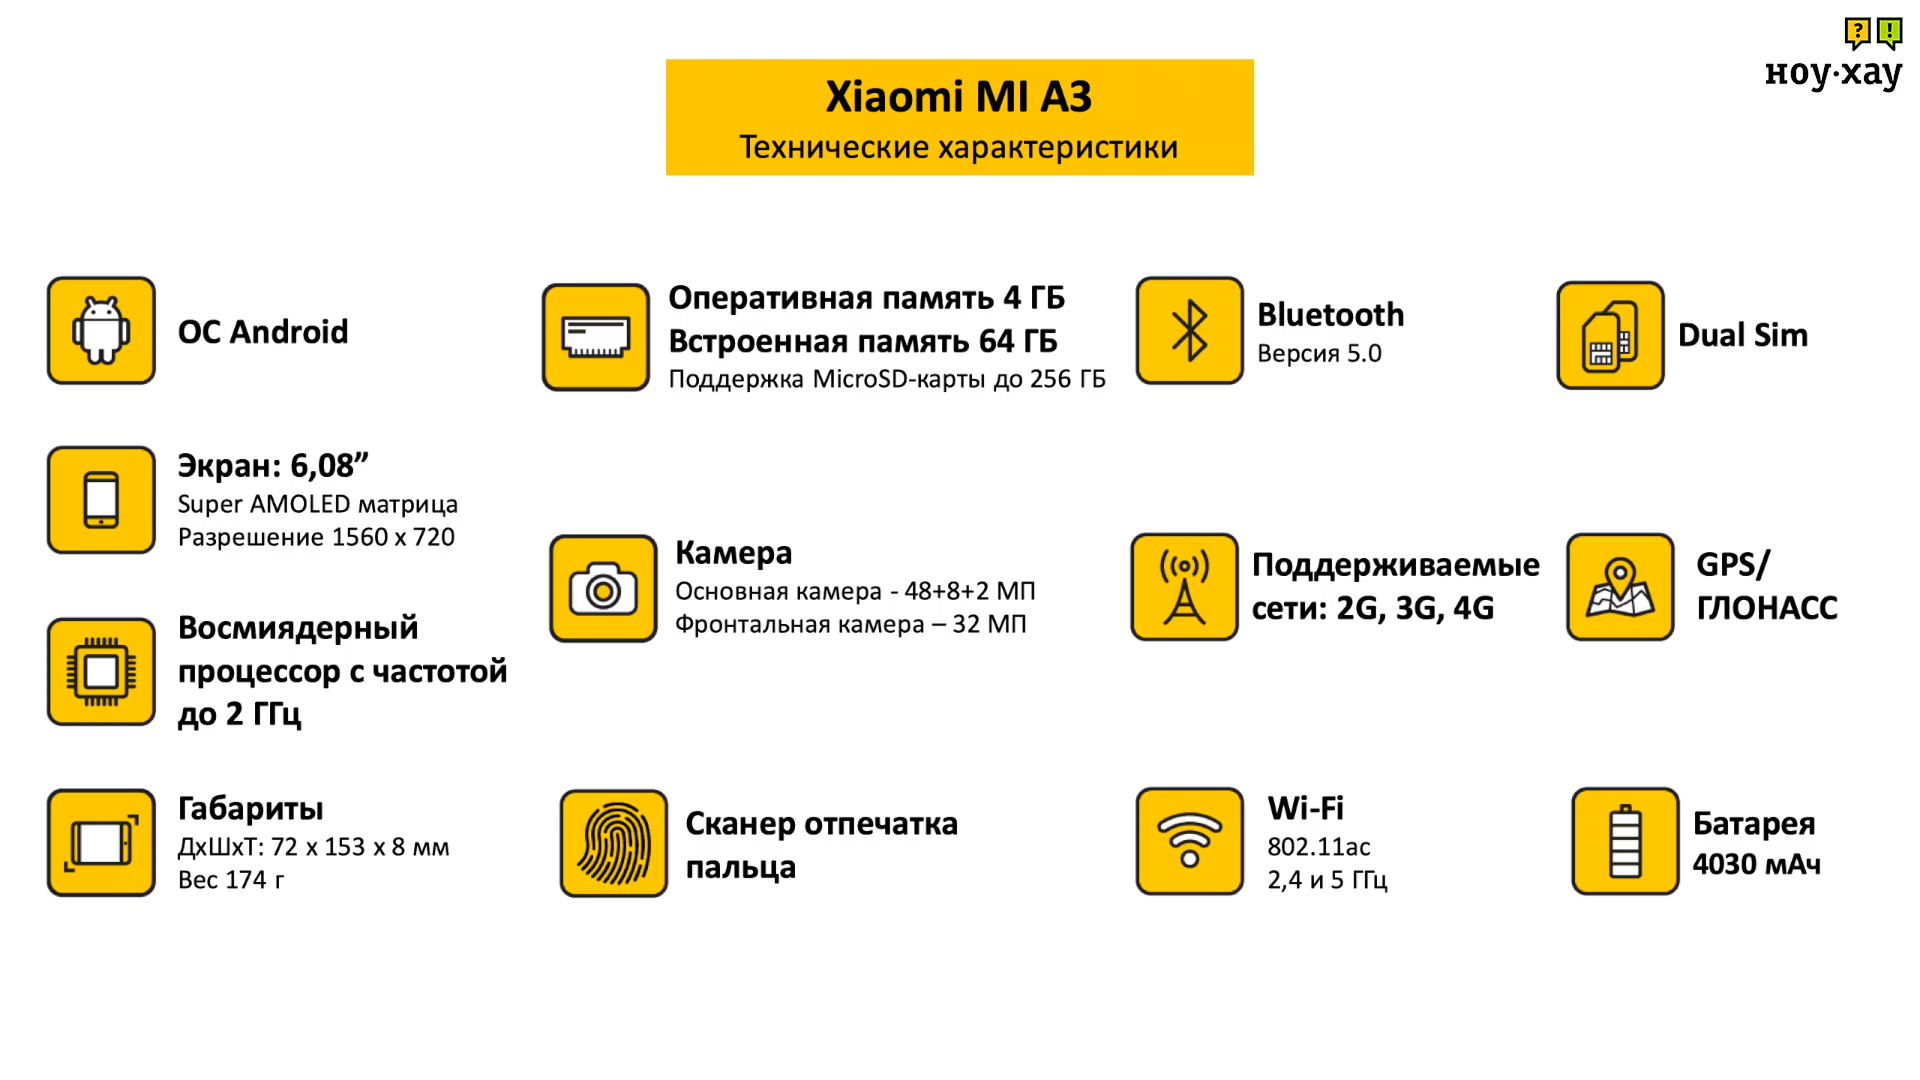 ? !
ноу·хау
Xiaomi MI A3
Технические характеристики
ОС Android
Экран: 6,08”
Super AMOLED матрица
Разрешение 1560 x 720
Восмиядерный
процессор с частотой
до 2 ГГц
Габариты
ДхШхТ: 72 х 153 х 8 мм
Вес 174 г
Оперативная память 4 ГБ
Встроенная память 64 ГБ
Поддержка MicroSD-карты до 256 ГБ
Камера
Основная камера - 48+8+2 МП
Фронтальная камера – 32 МП
Сканер отпечатка
пальца
Bluetooth
Версия 5.0
Поддерживаемые
сети: 2G, 3G, 4G
Wi-Fi
802.11ac
2,4 и 5 ГГц
Dual Sim
GPS/
ГЛОНАСС
Батарея
4030 мАч